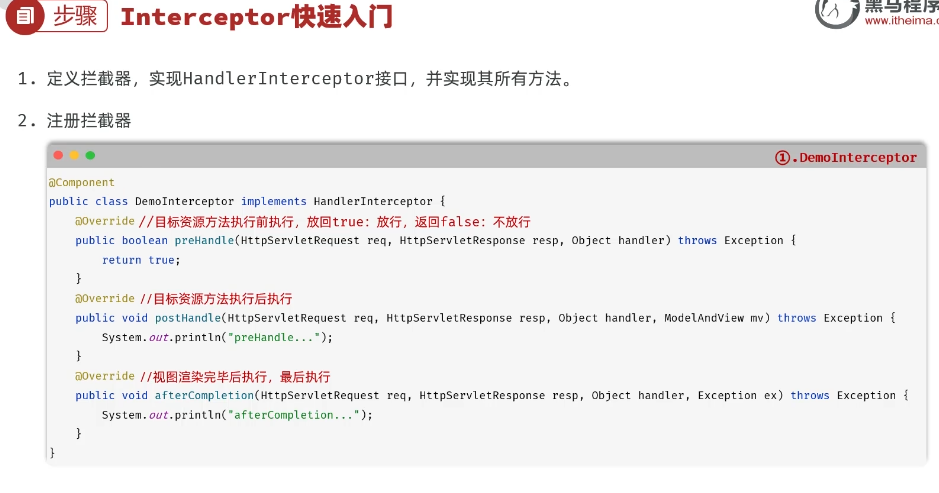 步骤 Interceptor快速入门
黑马程序
www.itheima.c
1. 定义拦截器，实现HandlerInterceptor接口，并实现其所有方法。
2. 注册拦截器
①.DemoInterceptor
@Component
public class DemoInterceptor implements HandlerInterceptor {
@Override //目标资源方法执行前执行，放回true：放行，返回false：不放行
public boolean preHandle(HttpServletRequest req, HttpServletResponse resp, Object handler) throws Exception {
return true;
}
@Override //目标资源方法执行后执行
public void postHandle(HttpServletRequest req, HttpServletResponse resp, Object handler, ModelAndView mv) throws Exception {
System.out.println("preHandle...");
}
@Override //视图渲染完毕后执行，最后执行
public void afterCompletion(HttpServletRequest req, HttpServletResponse resp, Object handler, Exception ex) throws Exception {
System.out.println("afterCompletion...");
}
}